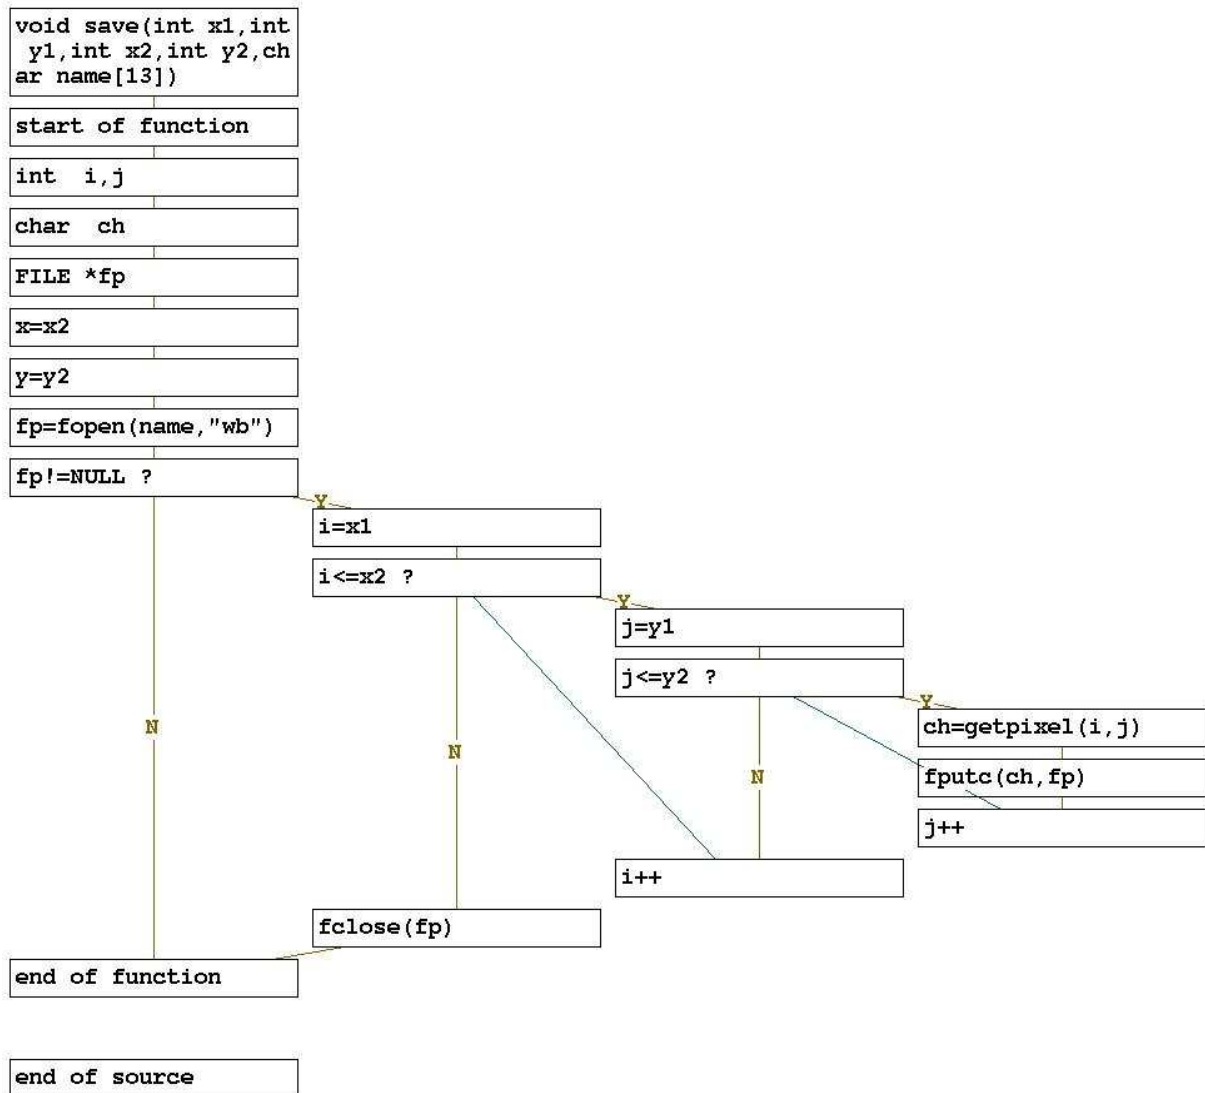 void save(int x1,int
y1,int x2,int y2,ch
ar name[13])
start of function
int  i,j
char  ch
FILE *fp
x=x2
y=y2
fp=fopen(name,"wb")
fp!=NULL ?
Y
i=x1
i<=x2 ?
Y
j=y1
j<=y2 ?
Y
ch=getpixel(i,j)
N
N
N
fputc(ch,fp)
j++
i++
fclose(fp)
end of function
end of source